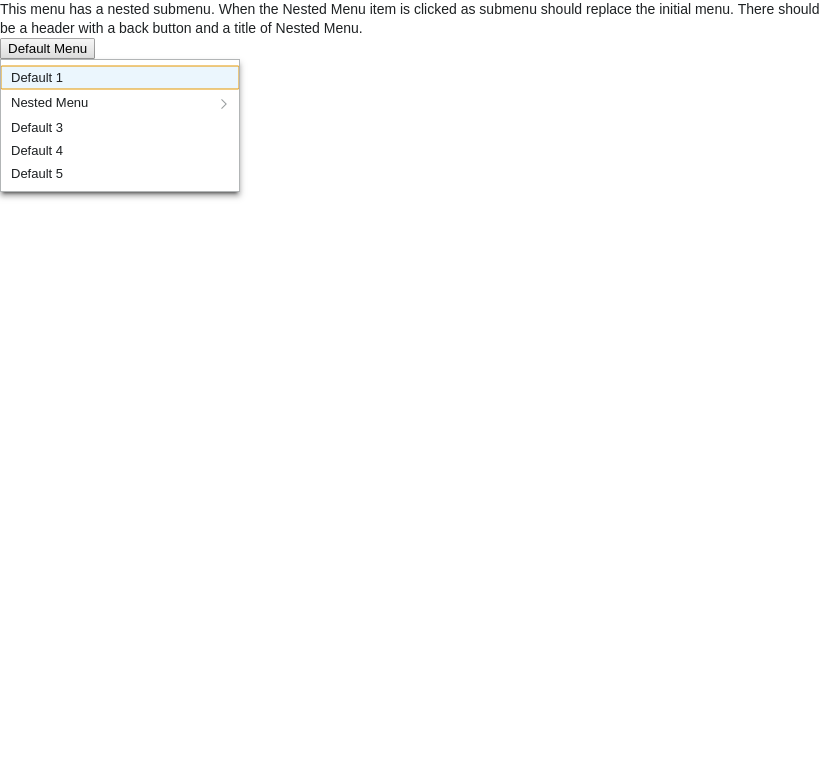 This menu has a nested submenu. When the Nested Menu item is clicked as submenu should replace the initial menu. There should
be a header with a back button and a title of Nested Menu.
Default Menu
Default 1
Nested Menu
Default 3
Default 4
Default 5